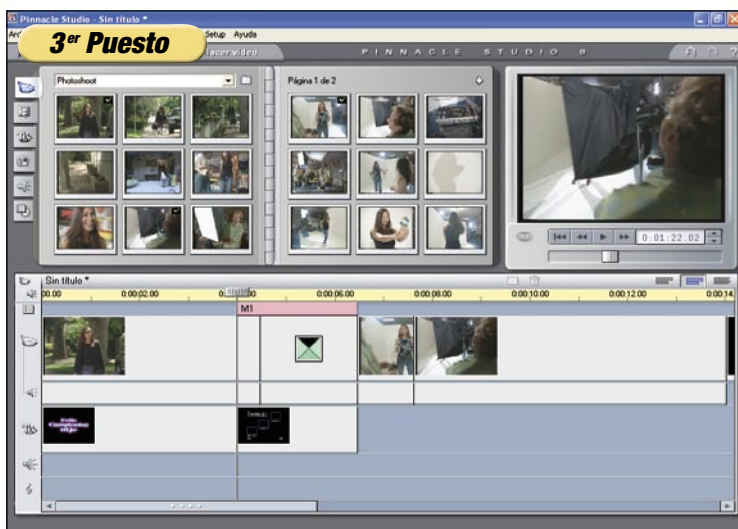 Pinnacle Studio - Sin título *
3er Puesto
Setup Ayuda
PINNACLE STUDIO 8
Photoshoot
Página 1 de 2
0:01:22.02
Sin título *
00.00 0:00:02.00 0:00:06.00 0:00:08.00 0:00:10.00 0:00:12.00 0:00:14
M1
Feliz
Cumpleaños